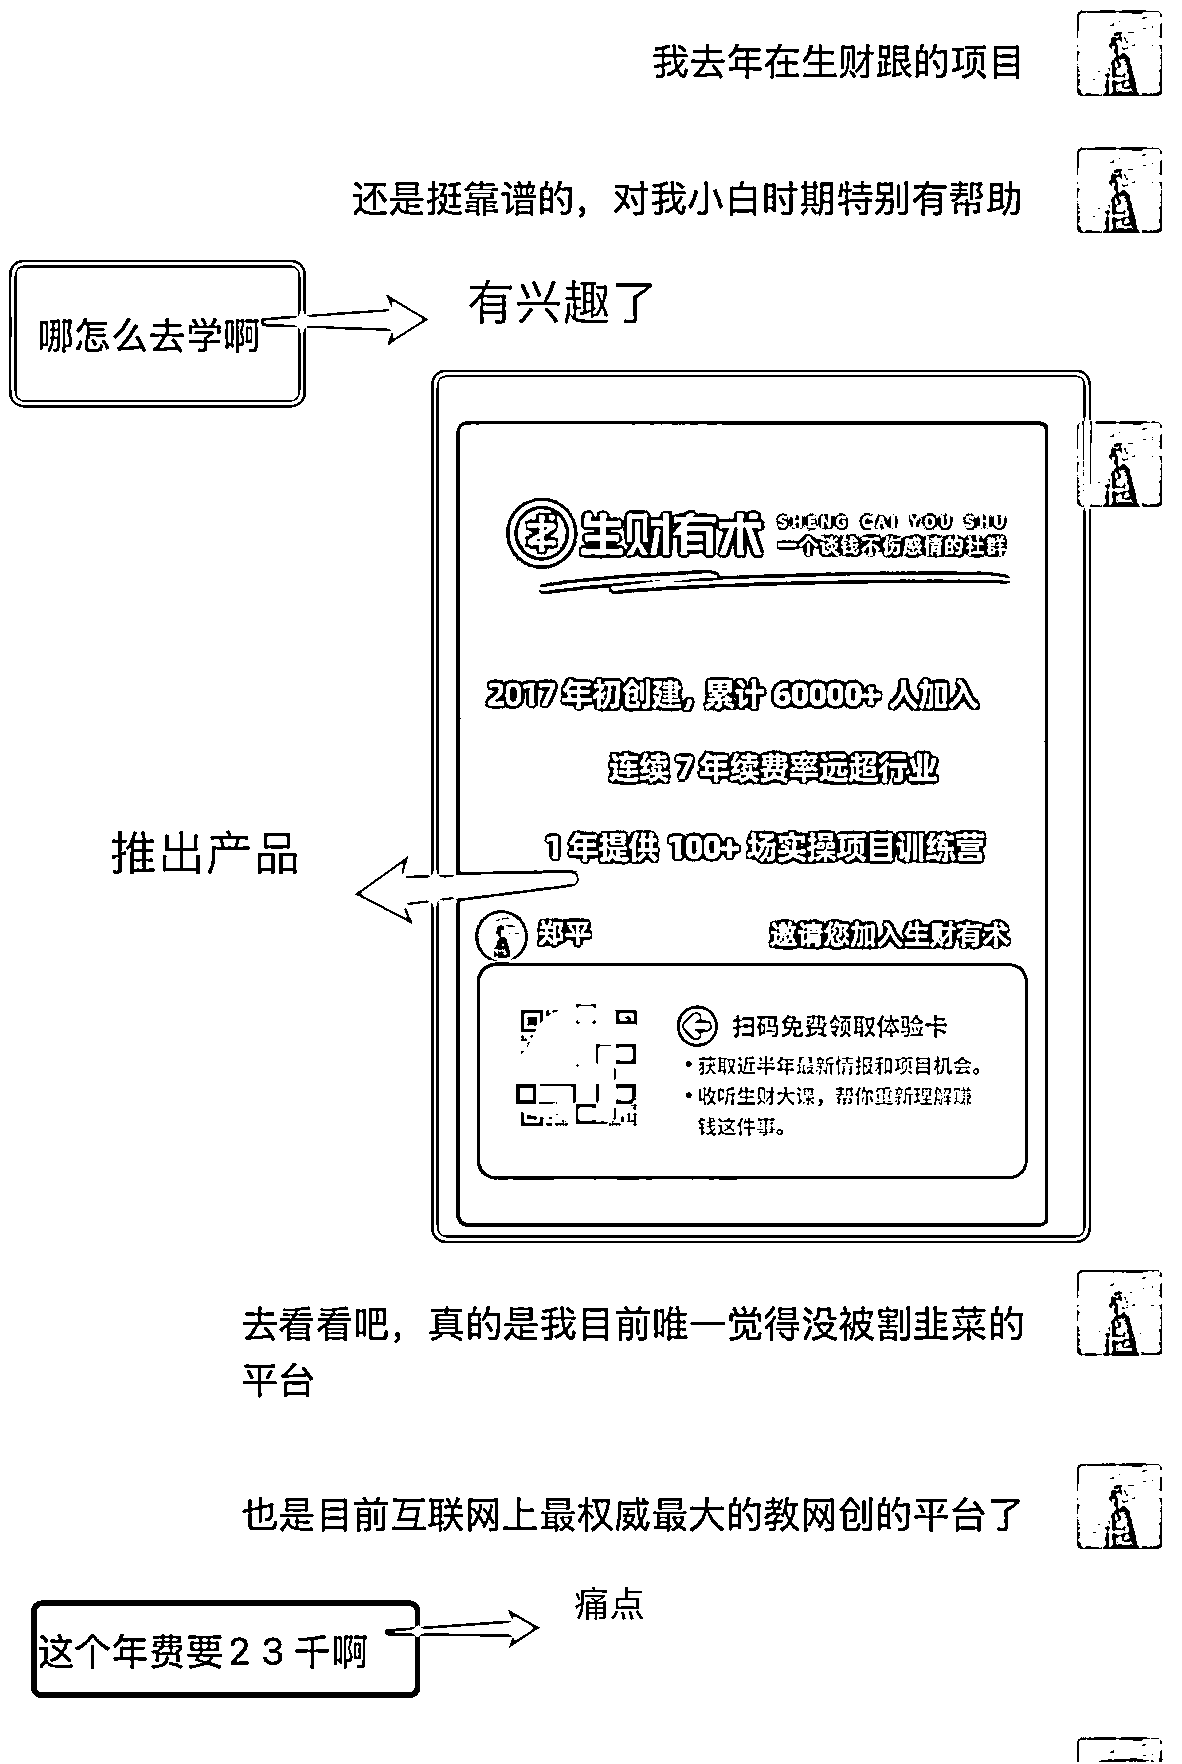 我去年在生财跟的项目
还是挺靠谱的，对我小白时期特别有帮助
哪怎么去学啊
有兴趣了
生财有术
SHENG CAI YOU SHU
一个谈钱不伤感情的社群
2017 年初创建，累计 60000+ 人加入
连续 7 年续费率远超行业
1 年提供 100+ 场实操项目训练营
推出产品
郑平
邀请您加入生财有术
扫码免费领取体验卡
• 获取近半年最新情报和项目机会。
• 收听生财大课，帮你重新理解赚
钱这件事。
去看看吧，真的是我目前唯一觉得没被割韭菜的
平台
也是目前互联网上最权威最大的教网创的平台了
痛点
这个年费要２３千啊